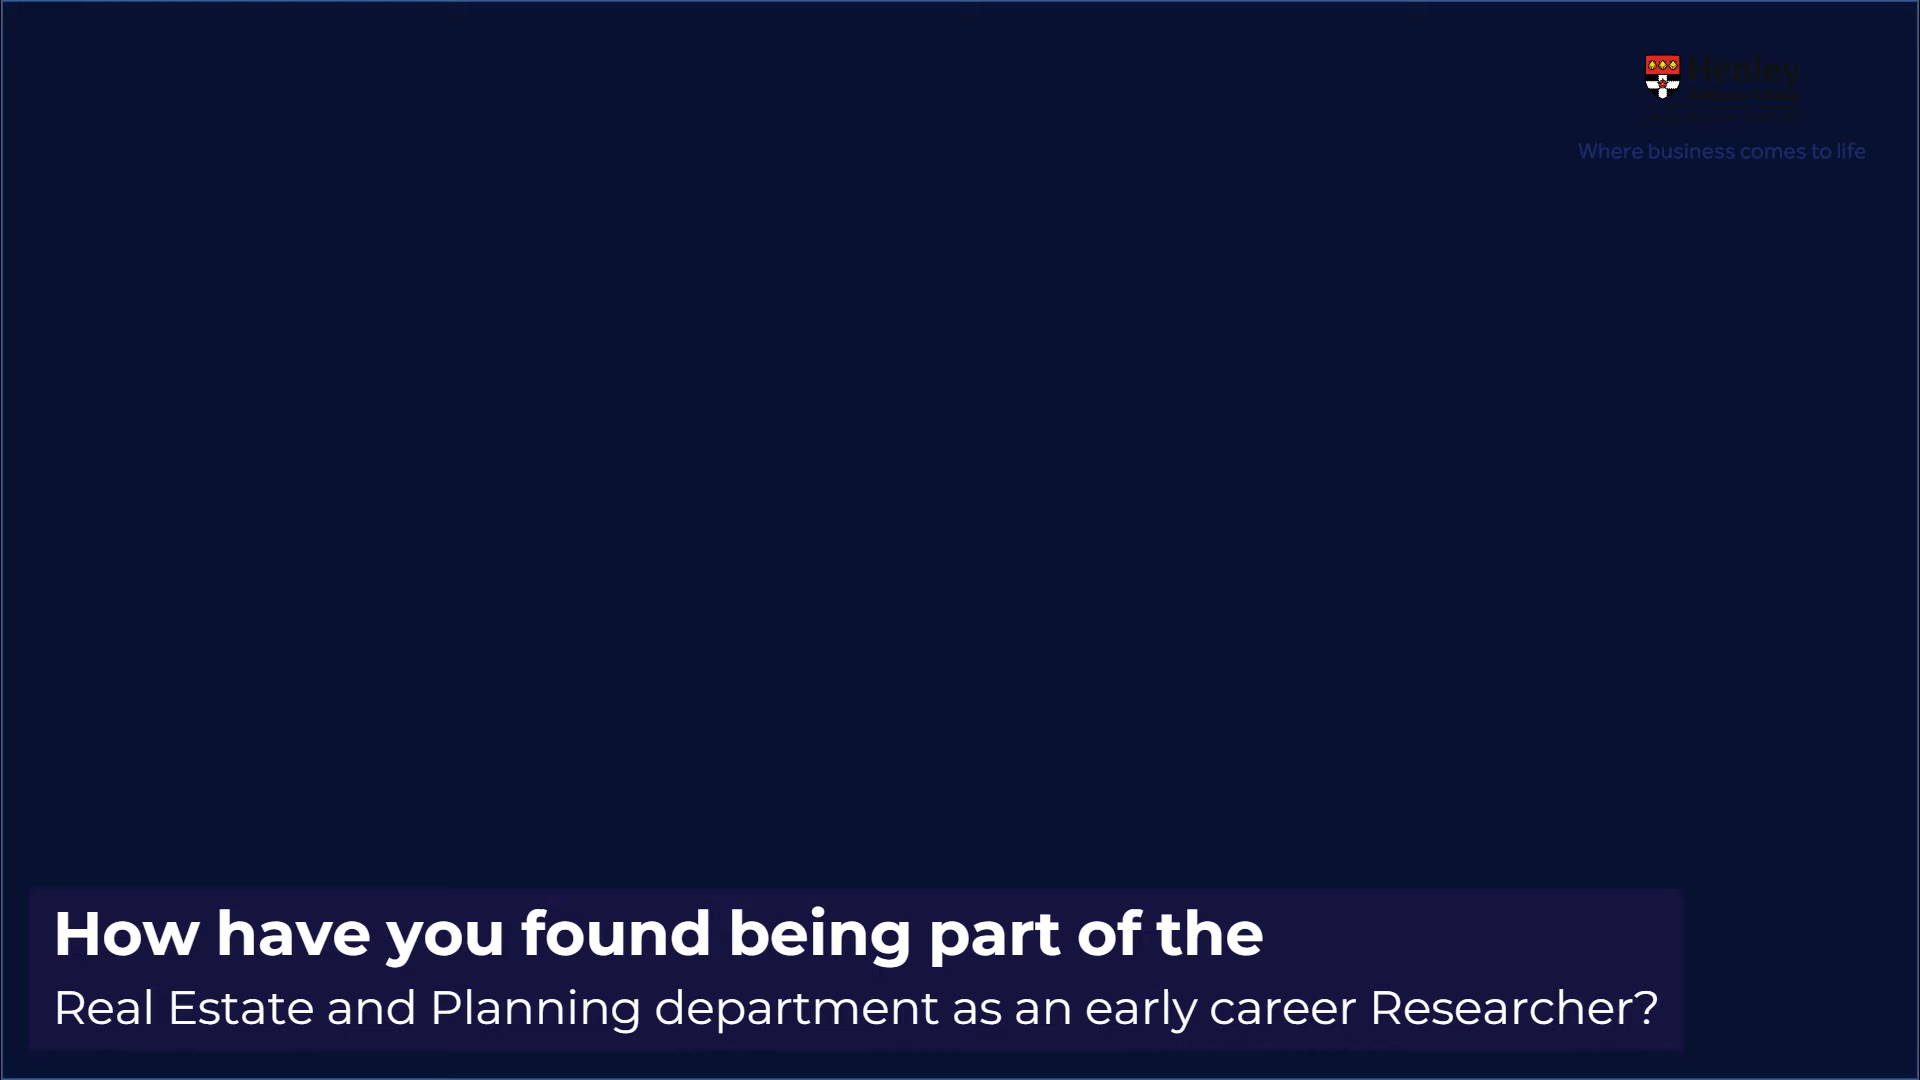 Henley
Where business comes to life
How have you found being part of the
Real Estate and Planning department as an early career Researcher?